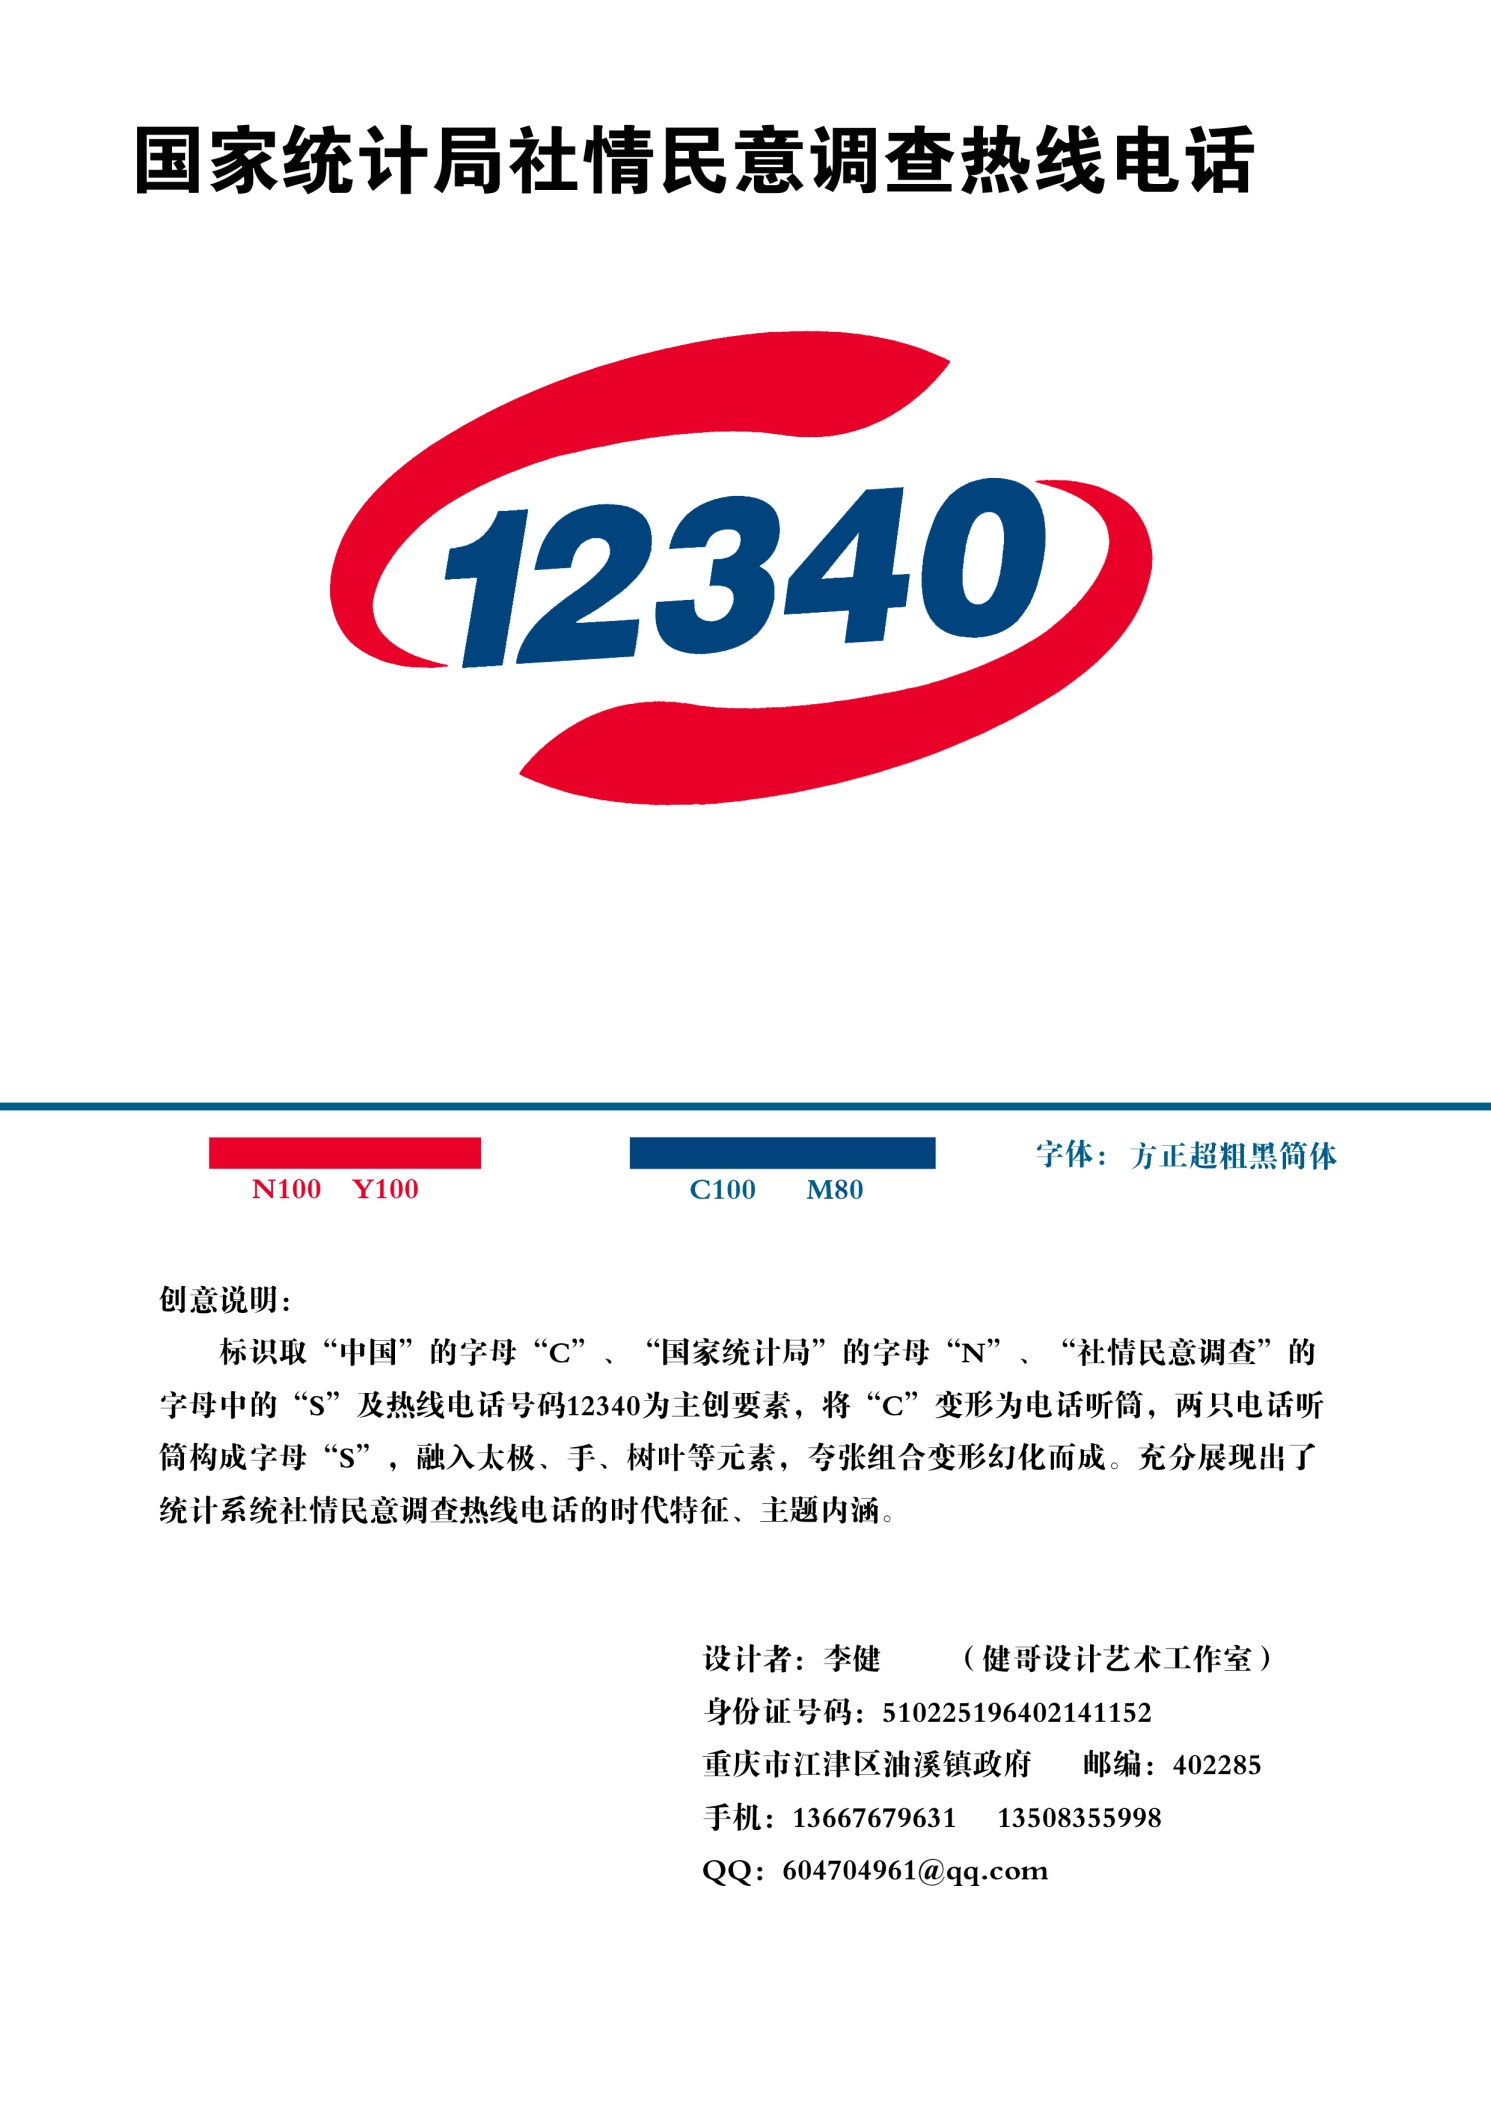 国家统计局社情民意调查热线电话
12340
N100 Y100
C100 M80
字体：方正超粗黑简体
创意说明：
标识取“中国”的字母“C”、“国家统计局”的字母“N”、“社情民意调查”的
字母中的“S”及热线电话号码12340为主创要素，将“C”变形为电话听筒，两只电话听
筒构成字母“S”，融入太极、手、树叶等元素，夸张组合变形幻化而成。充分展现出了
统计系统社情民意调查热线电话的时代特征、主题内涵。
设计者：李健 （健哥设计艺术工作室）
身份证号码：510225196402141152
重庆市江津区油溪镇政府 邮编：402285
手机：13667679631 13508355998
QQ：604704961@qq.com